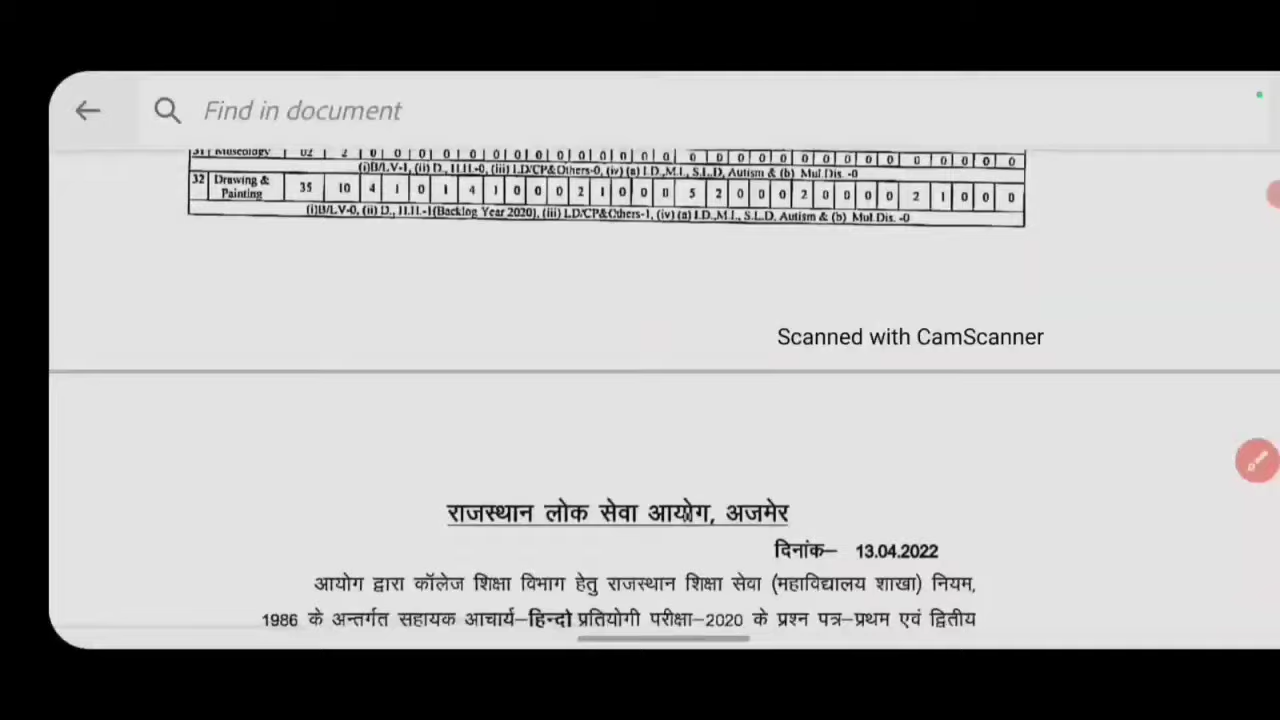 Find in document
31 Museology 02 2 0 0 0 0 0 0 0 0 0 0 0 0 0 0 0 0 0 0 0 0 0 0 0 0 0 0 0
(i)B/LV-1, (ii) D., H.H.-0, (iii) LD/CP&Others-0, (iv) (a) I.D.,M.I., S.L.D, Autism & (b) Mul.Dis. -0
32 Drawing & Painting 35 10 4 1 0 1 4 1 0 0 0 2 1 0 0 0 5 2 0 0 0 2 0 0 0 0 2 1 0 0 0
(i)B/LV-0, (ii) D., H.H.-1(Backlog Year 2020), (iii) LD/CP&Others-1, (iv) (a) I.D.,M.I., S.L.D, Autism & (b) Mul.Dis. -0
Scanned with CamScanner
राजस्थान लोक सेवा आयोग, अजमेर
दिनांक– 13.04.2022
आयोग द्वारा कॉलेज शिक्षा विभाग हेतु राजस्थान शिक्षा सेवा (महाविद्यालय शाखा) नियम,
1986 के अन्तर्गत सहायक आचार्य–हिन्दी प्रतियोगी परीक्षा–2020 के प्रश्न पत्र–प्रथम एवं द्वितीय